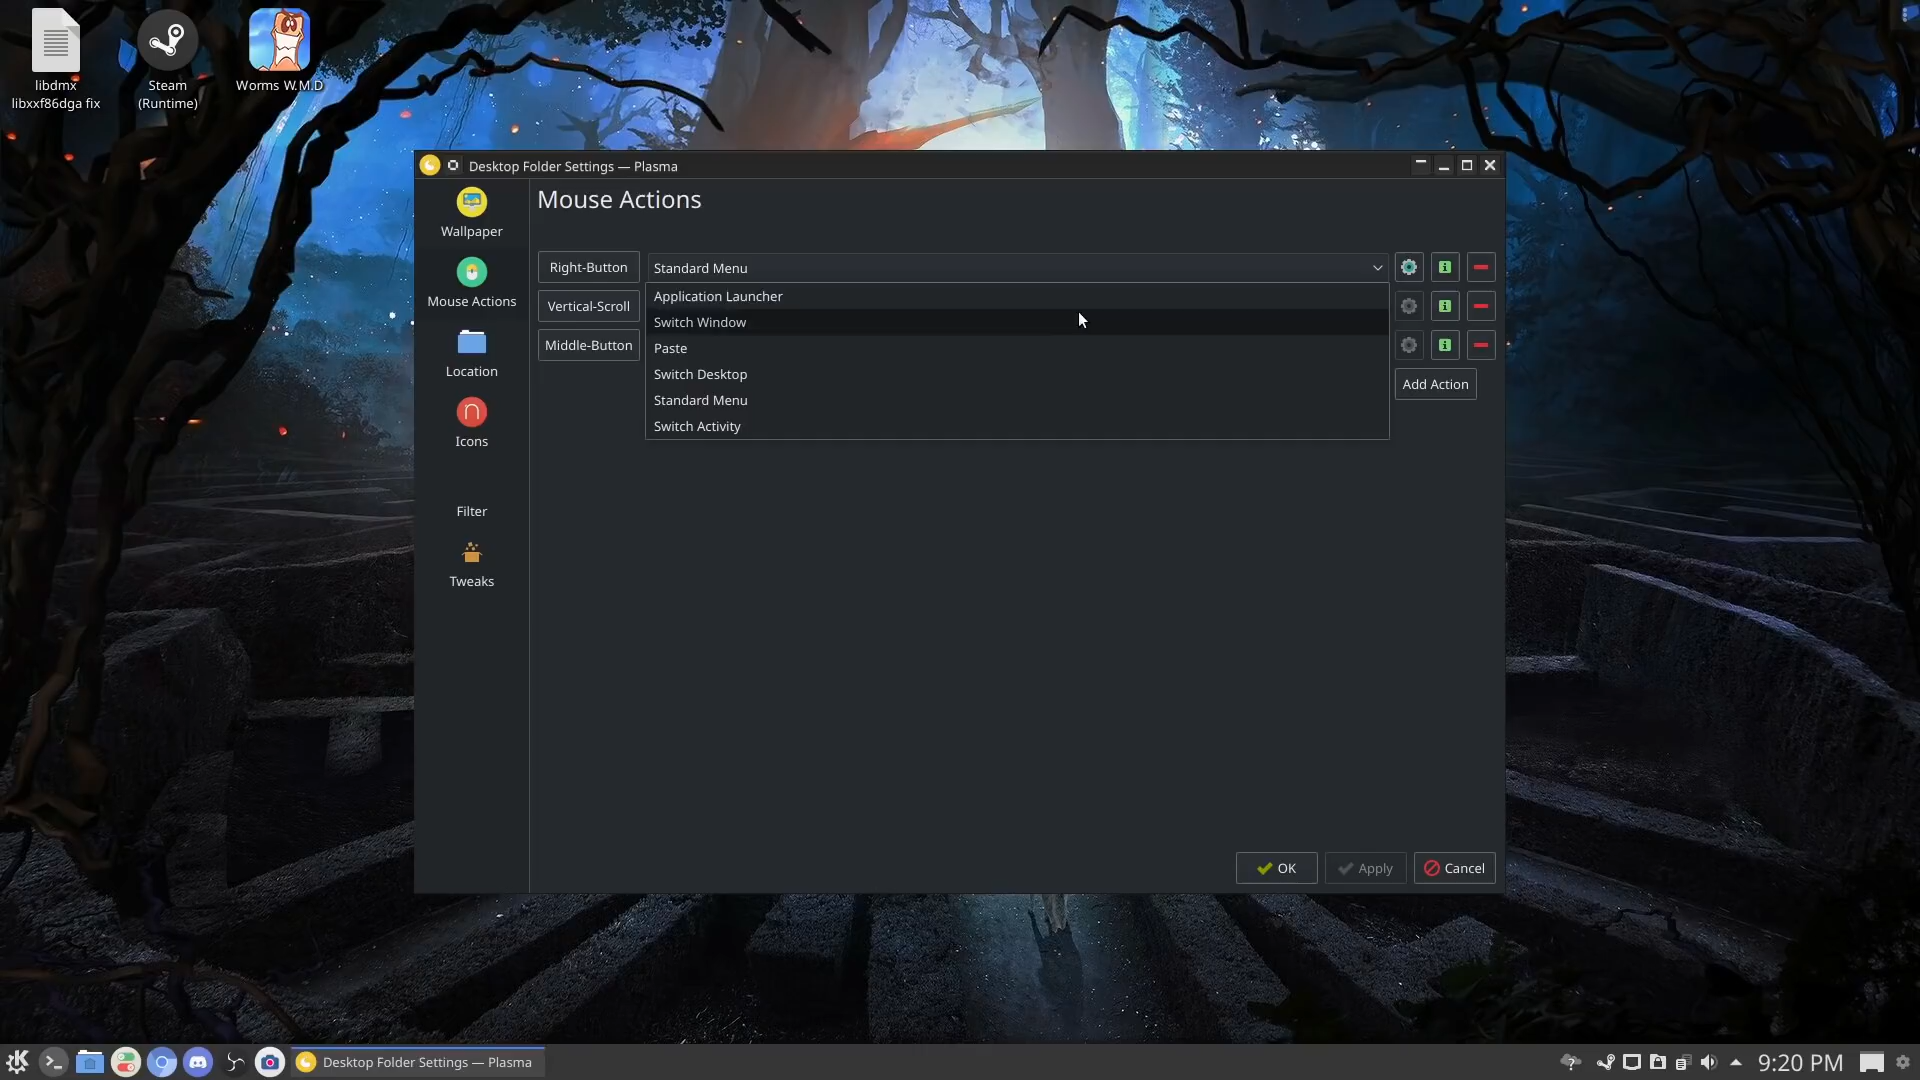 libdmx
libxxf86dga fix
Steam
(Runtime)
Worms W.M.D
Desktop Folder Settings — Plasma
Wallpaper
Mouse Actions
Location
Icons
Filter
Tweaks
Mouse Actions
Right-Button
Standard Menu
Vertical-Scroll
Middle-Button
Application Launcher
Switch Window
Paste
Switch Desktop
Standard Menu
Switch Activity
Add Action
OK
Apply
Cancel
Desktop Folder Settings — Plasma
9:20 PM